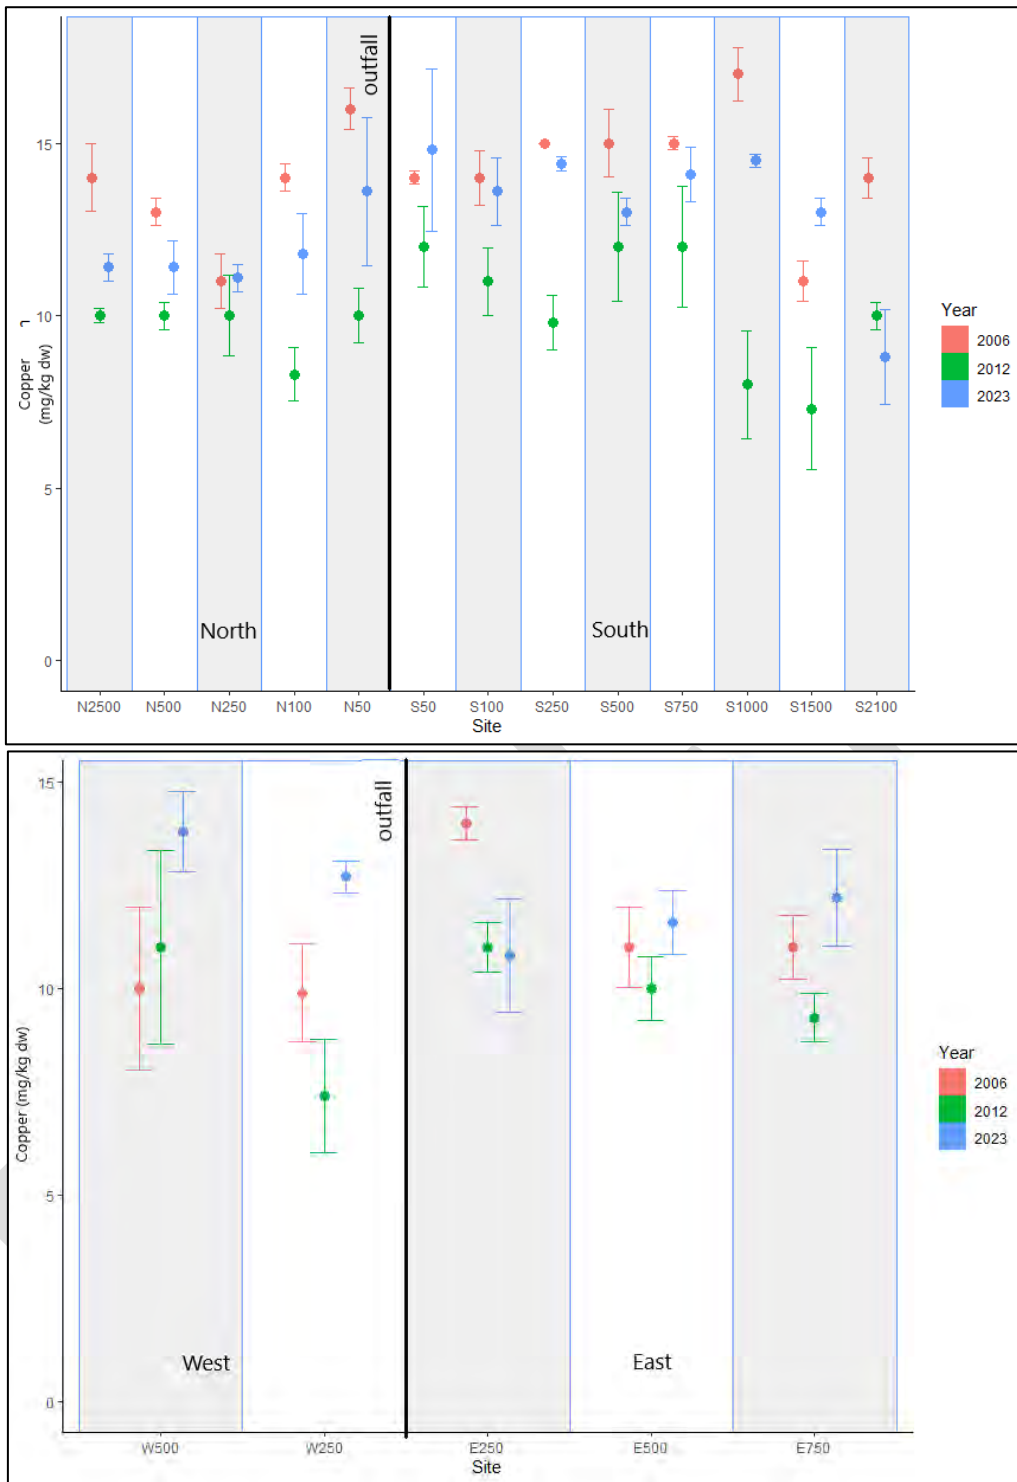 outfall
15
10
5
0
Copper
(mg/kg dw)
North
South
N2500 N500 N250 N100 N50 S50 S100 S250 S500 S750 S1000 S1500 S2100
Site
Year
2006
2012
2023
outfall
15
10
5
0
Copper (mg/kg dw)
West
East
W500 W250 E250 E500 E750
Site
Year
2006
2012
2023